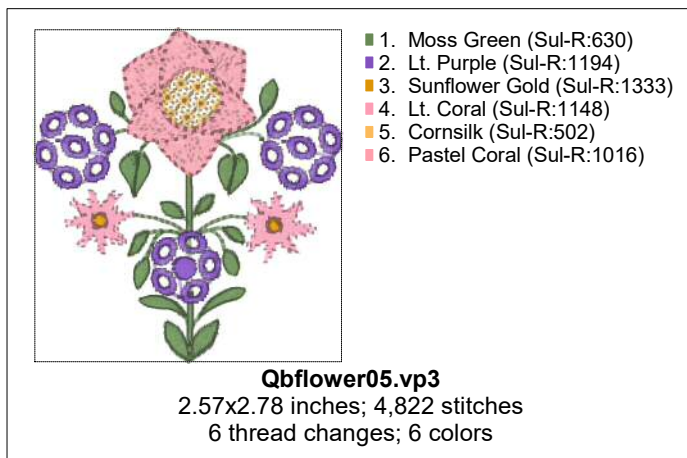 1. Moss Green (Sul-R:630)
2. Lt. Purple (Sul-R:1194)
3. Sunflower Gold (Sul-R:1333)
4. Lt. Coral (Sul-R:1148)
5. Cornsilk (Sul-R:502)
6. Pastel Coral (Sul-R:1016)
Qbflower05.vp3
2.57x2.78 inches; 4,822 stitches
6 thread changes; 6 colors